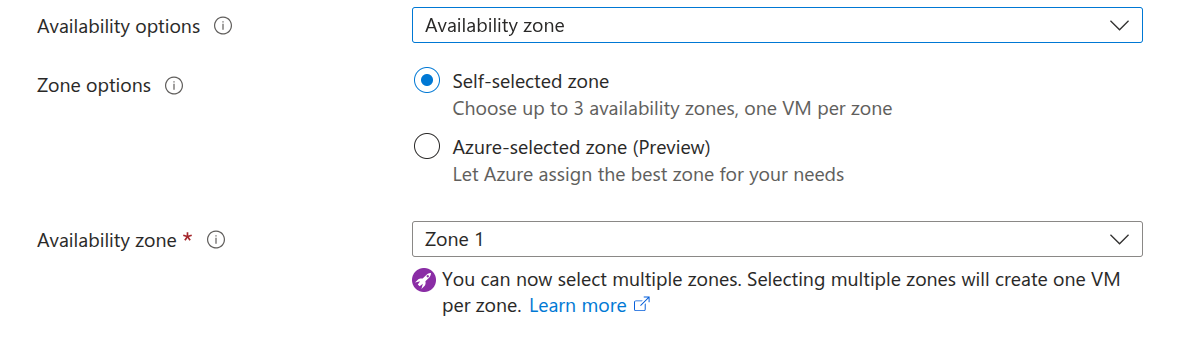 Availability options
Availability zone
Zone options
Self-selected zone
Choose up to 3 availability zones, one VM per zone
Azure-selected zone (Preview)
Let Azure assign the best zone for your needs
Availability zone *
Zone 1
You can now select multiple zones. Selecting multiple zones will create one VM
per zone. Learn more